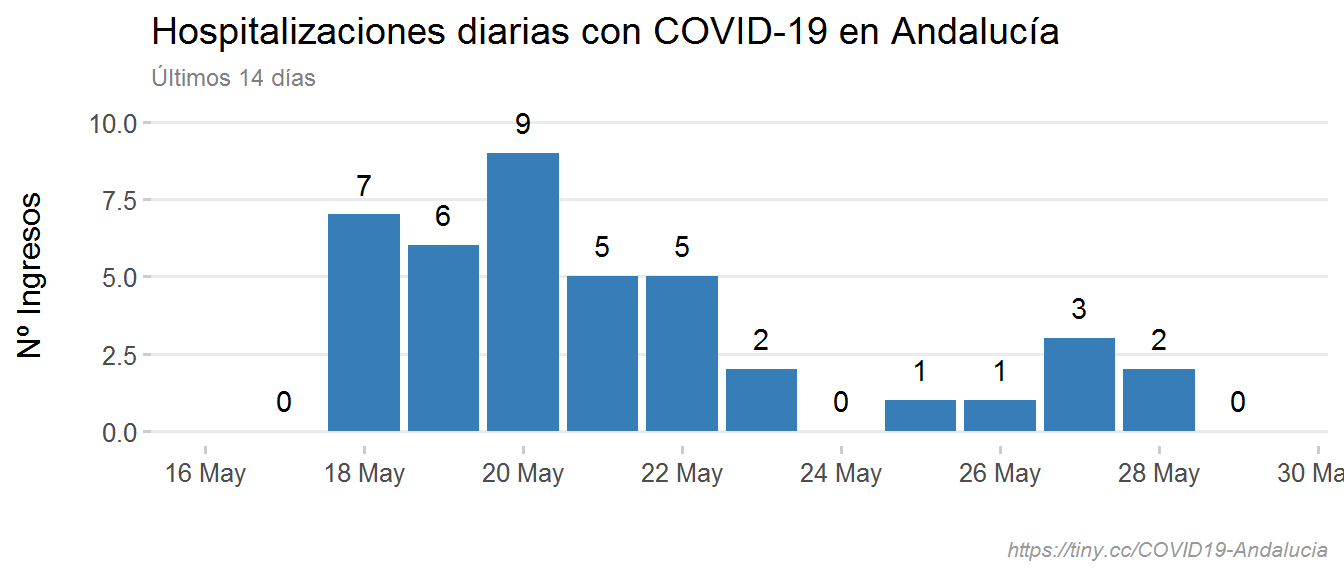 Hospitalizaciones diarias con COVID-19 en Andalucía
Últimos 14 días
Nº Ingresos
10.0
7.5
5.0
2.5
0.0
0
7
6
9
5
5
2
0
1
1
3
2
0
16 May
18 May
20 May
22 May
24 May
26 May
28 May
30 Ma
https://tiny.cc/COVID19-Andalucia